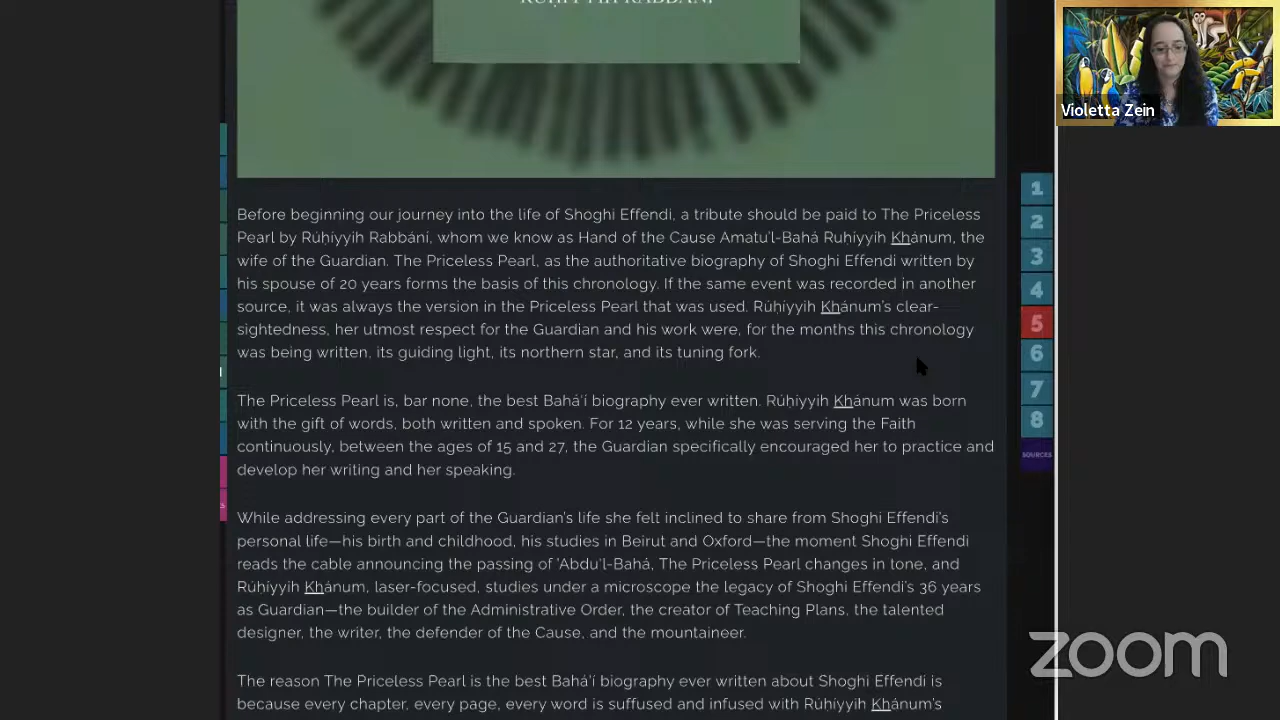 Violetta Zein
Before beginning our journey into the life of Shoghi Effendi, a tribute should be paid to The Priceless
Pearl by Rúḥíyyih Rabbání, whom we know as Hand of the Cause Amatu'l-Bahá Ruḥiyyíh Khánum, the
wife of the Guardian. The Priceless Pearl, as the authoritative biography of Shoghi Effendi written by
his spouse of 20 years forms the basis of this chronology. If the same event was recorded in another
source, it was always the version in the Priceless Pearl that was used. Rúḥíyyih Khánum's clear-
sightedness, her utmost respect for the Guardian and his work were, for the months this chronology
was being written, its guiding light, its northern star, and its tuning fork.
The Priceless Pearl is, bar none, the best Bahá'í biography ever written. Rúḥíyyih Khánum was born
with the gift of words, both written and spoken. For 12 years, while she was serving the Faith
continuously, between the ages of 15 and 27, the Guardian specifically encouraged her to practice and
develop her writing and her speaking.
While addressing every part of the Guardian's life she felt inclined to share from Shoghi Effendi's
personal life—his birth and childhood, his studies in Beirut and Oxford—the moment Shoghi Effendi
reads the cable announcing the passing of 'Abdu'l-Bahá, The Priceless Pearl changes in tone, and
Rúḥíyyih Khánum, laser-focused, studies under a microscope the legacy of Shoghi Effendi's 36 years
as Guardian—the builder of the Administrative Order, the creator of Teaching Plans, the talented
designer, the writer, the defender of the Cause, and the mountaineer.
The reason The Priceless Pearl is the best Bahá'í biography ever written about Shoghi Effendi is
because every chapter, every page, every word is suffused and infused with Rúḥíyyih Khánum's
1
2
3
4
5
6
7
8
SOURCES
zoom